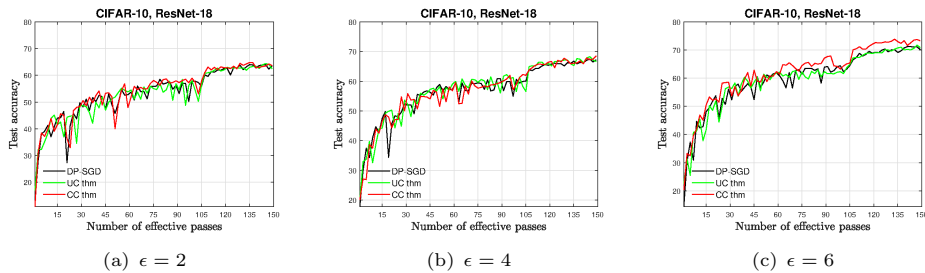 CIFAR-10, ResNet-18
80
70
60
50
40
30
20
Test accuracy
DP-SGD
UC thm
CC thm
15 30 45 60 75 90 105 120 135 150
Number of effective passes
(a) ϵ = 2
CIFAR-10, ResNet-18
80
70
60
50
40
30
20
Test accuracy
DP-SGD
UC thm
CC thm
15 30 45 60 75 90 105 120 135 150
Number of effective passes
(b) ϵ = 4
CIFAR-10, ResNet-18
80
70
60
50
40
30
20
Test accuracy
DP-SGD
UC thm
CC thm
15 30 45 60 75 90 105 120 135 150
Number of effective passes
(c) ϵ = 6